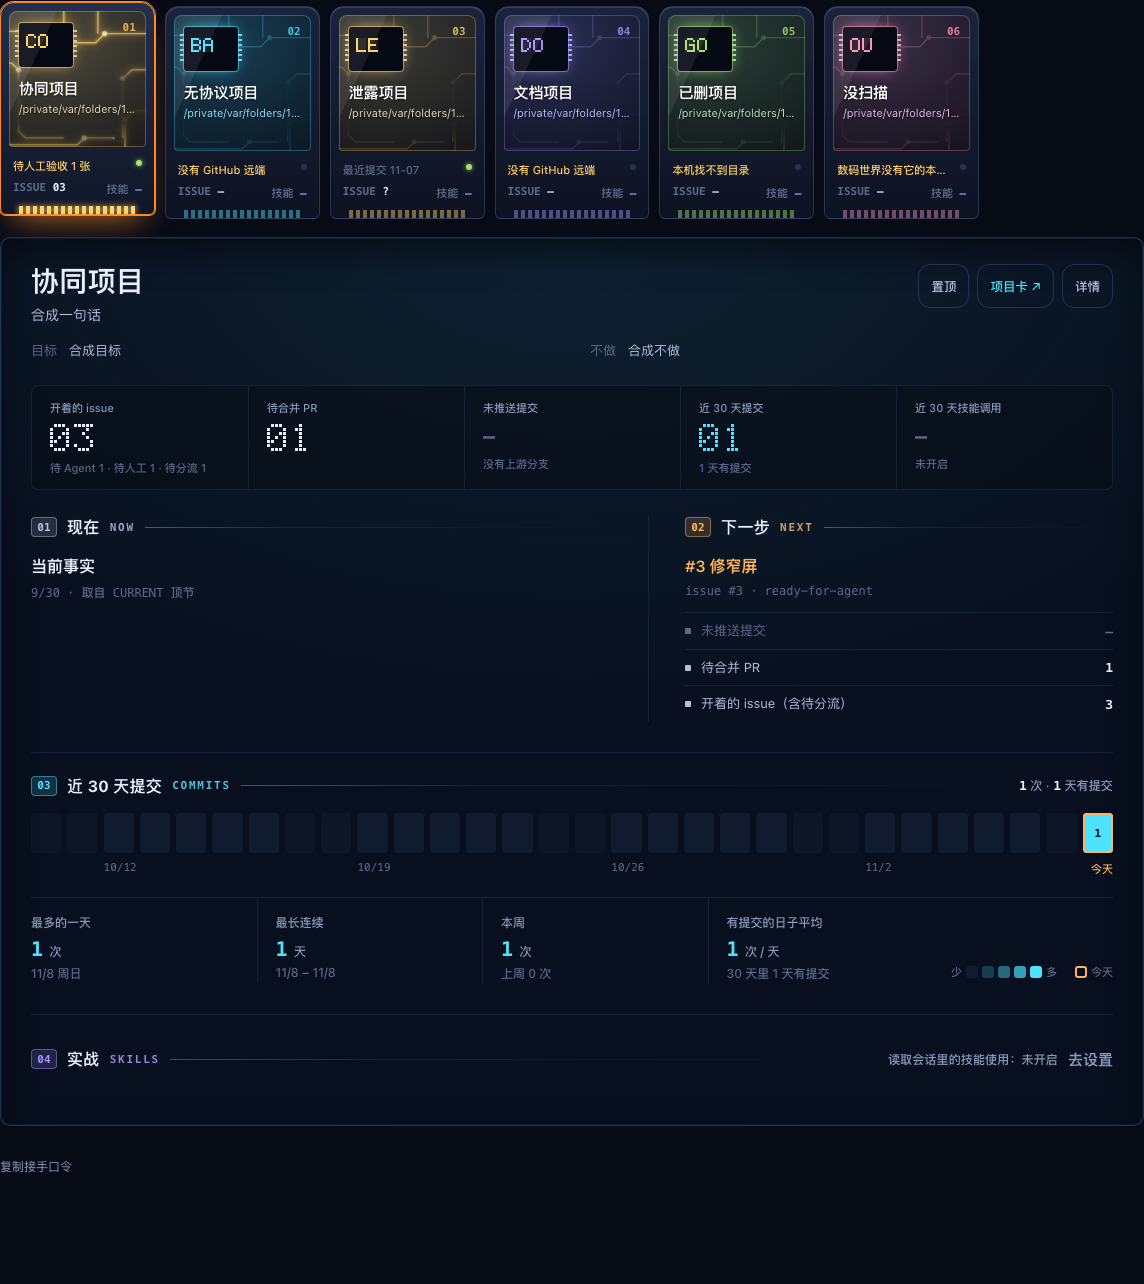 CO
01
协同项目
/private/var/folders/1...
待人工验收 1 张
ISSUE 03
技能 —
BA
02
无协议项目
/private/var/folders/1...
没有 GitHub 远端
ISSUE —
技能 —
LE
03
泄露项目
/private/var/folders/1...
最近提交 11-07
ISSUE ?
技能 —
DO
04
文档项目
/private/var/folders/1...
没有 GitHub 远端
ISSUE —
技能 —
GO
05
已删项目
/private/var/folders/1...
本机找不到目录
ISSUE —
技能 —
OU
06
没扫描
/private/var/folders/1...
数码世界没有它的本...
ISSUE —
技能 —
协同项目
置顶
项目卡 ↗
详情
合成一句话
目标 合成目标
不做 合成不做
开着的 issue
03
待 Agent 1 · 待人工 1 · 待分流 1
待合并 PR
01
未推送提交
—
没有上游分支
近 30 天提交
01
1 天有提交
近 30 天技能调用
—
未开启
01 现在 NOW
当前事实
9/30 · 取自 CURRENT 顶节
02 下一步 NEXT
#3 修窄屏
issue #3 · ready-for-agent
未推送提交 —
待合并 PR 1
开着的 issue（含待分流） 3
03 近 30 天提交 COMMITS
1 次 · 1 天有提交
1
10/12 10/19 10/26 11/2 今天
最多的一天
1 次
11/8 周日
最长连续
1 天
11/8 – 11/8
本周
1 次
上周 0 次
有提交的日子平均
1 次 / 天
30 天里 1 天有提交
少 多 今天
04 实战 SKILLS
读取会话里的技能使用：未开启 去设置
复制接手口令